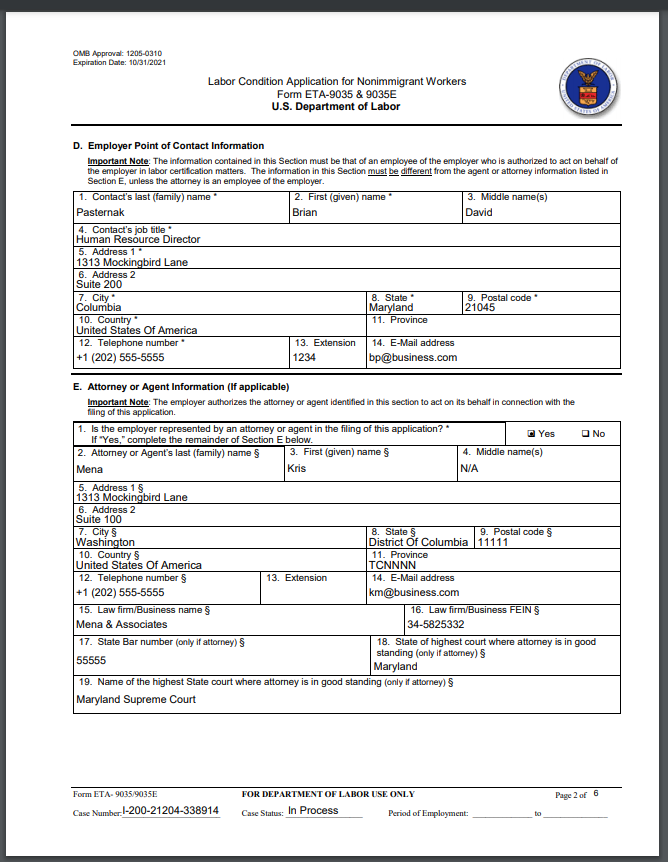 OMB Approval: 1205-0310
Expiration Date: 10/31/2021
Labor Condition Application for Nonimmigrant Workers
Form ETA-9035 & 9035E
U.S. Department of Labor
D. Employer Point of Contact Information
Important Note: The information contained in this Section must be that of an employee of the employer who is authorized to act on behalf of
the employer in labor certification matters. The information in this Section must be different from the agent or attorney information listed in
Section E, unless the attorney is an employee of the employer.
1. Contact's last (family) name * 2. First (given) name * 3. Middle name(s)
Pasternak Brian David
4. Contact's job title *
Human Resource Director
5. Address 1 *
1313 Mockingbird Lane
6. Address 2
Suite 200
7. City * 8. State * 9. Postal code *
Columbia Maryland 21045
10. Country * 11. Province
United States Of America
12. Telephone number * 13. Extension 14. E-Mail address
+1 (202) 555-5555 1234 bp@business.com
E. Attorney or Agent Information (If applicable)
Important Note: The employer authorizes the attorney or agent identified in this section to act on its behalf in connection with the
filing of this application.
1. Is the employer represented by an attorney or agent in the filing of this application? *
If "Yes," complete the remainder of Section E below. Yes No
2. Attorney or Agent's last (family) name § 3. First (given) name § 4. Middle name(s)
Mena Kris N/A
5. Address 1 §
1313 Mockingbird Lane
6. Address 2
Suite 100
7. City § 8. State § 9. Postal code §
Washington District Of Columbia 11111
10. Country § 11. Province
United States Of America TCNNNN
12. Telephone number § 13. Extension 14. E-Mail address
+1 (202) 555-5555 km@business.com
15. Law firm/Business name § 16. Law firm/Business FEIN §
Mena & Associates 34-5825332
17. State Bar number (only if attorney) § 18. State of highest court where attorney is in good
standing (only if attorney) §
55555 Maryland
19. Name of the highest State court where attorney is in good standing (only if attorney) §
Maryland Supreme Court
Form ETA- 9035/9035E FOR DEPARTMENT OF LABOR USE ONLY Page 2 of 6
Case Number: I-200-21204-338914 Case Status: In Process Period of Employment: ______________ to ______________